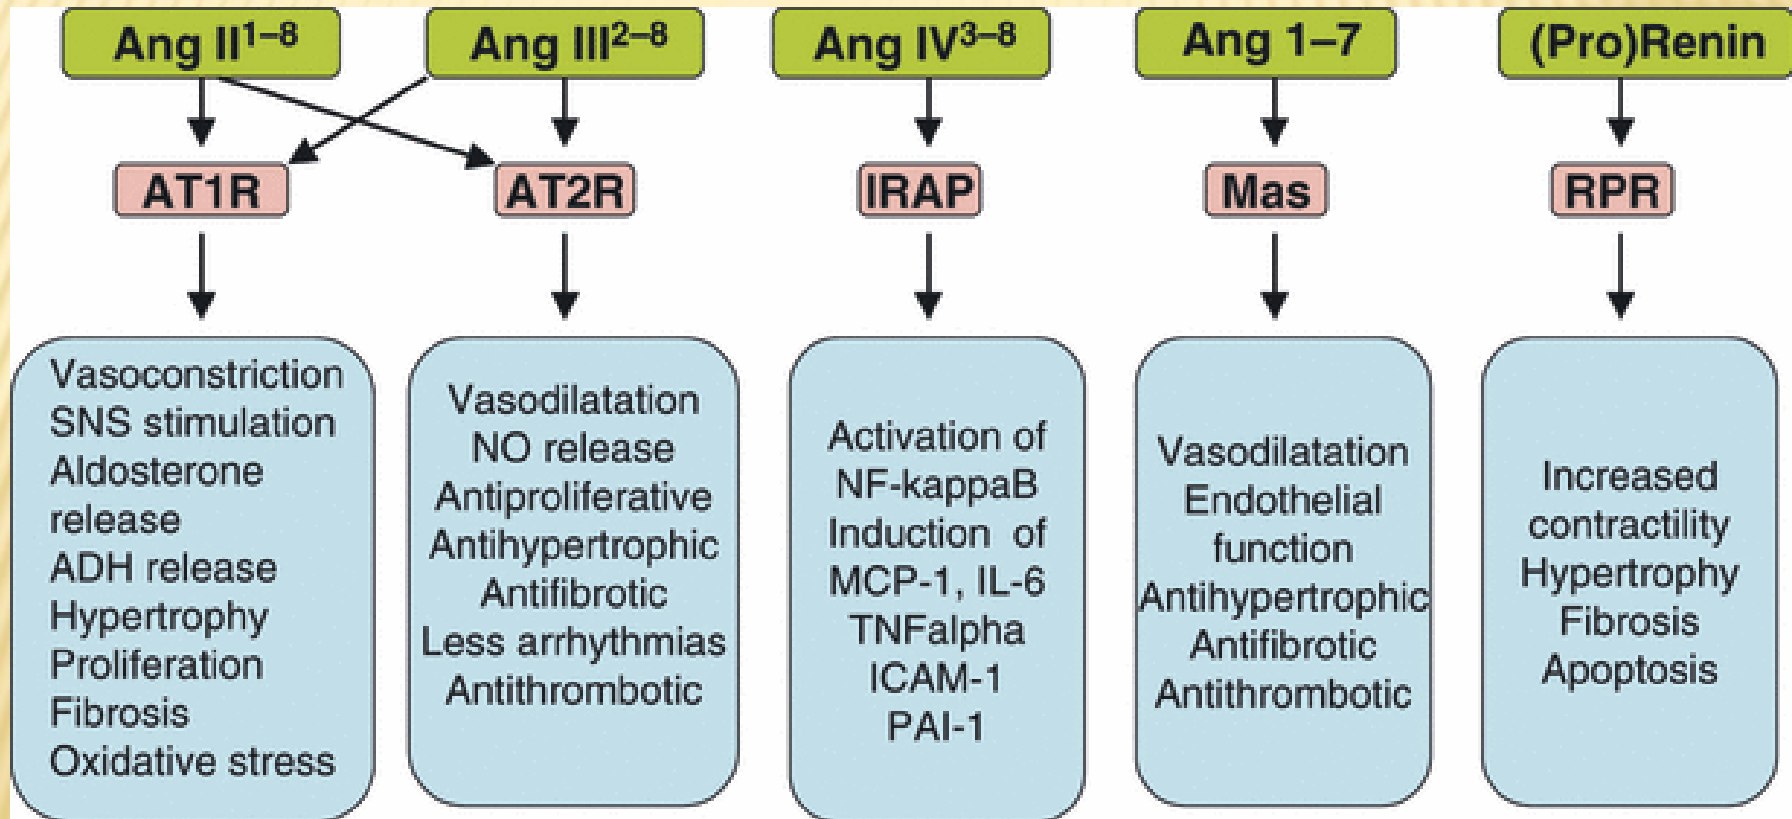 Ang II¹⁻⁸
Ang III²⁻⁸
Ang IV³⁻⁸
Ang 1–7
(Pro)Renin
AT1R
AT2R
IRAP
Mas
RPR
Vasoconstriction
SNS stimulation
Aldosterone
release
ADH release
Hypertrophy
Proliferation
Fibrosis
Oxidative stress
Vasodilatation
NO release
Antiproliferative
Antihypertrophic
Antifibrotic
Less arrhythmias
Antithrombotic
Activation of
NF-kappaB
Induction of
MCP-1, IL-6
TNFalpha
ICAM-1
PAI-1
Vasodilatation
Endothelial
function
Antihypertrophic
Antifibrotic
Antithrombotic
Increased
contractility
Hypertrophy
Fibrosis
Apoptosis